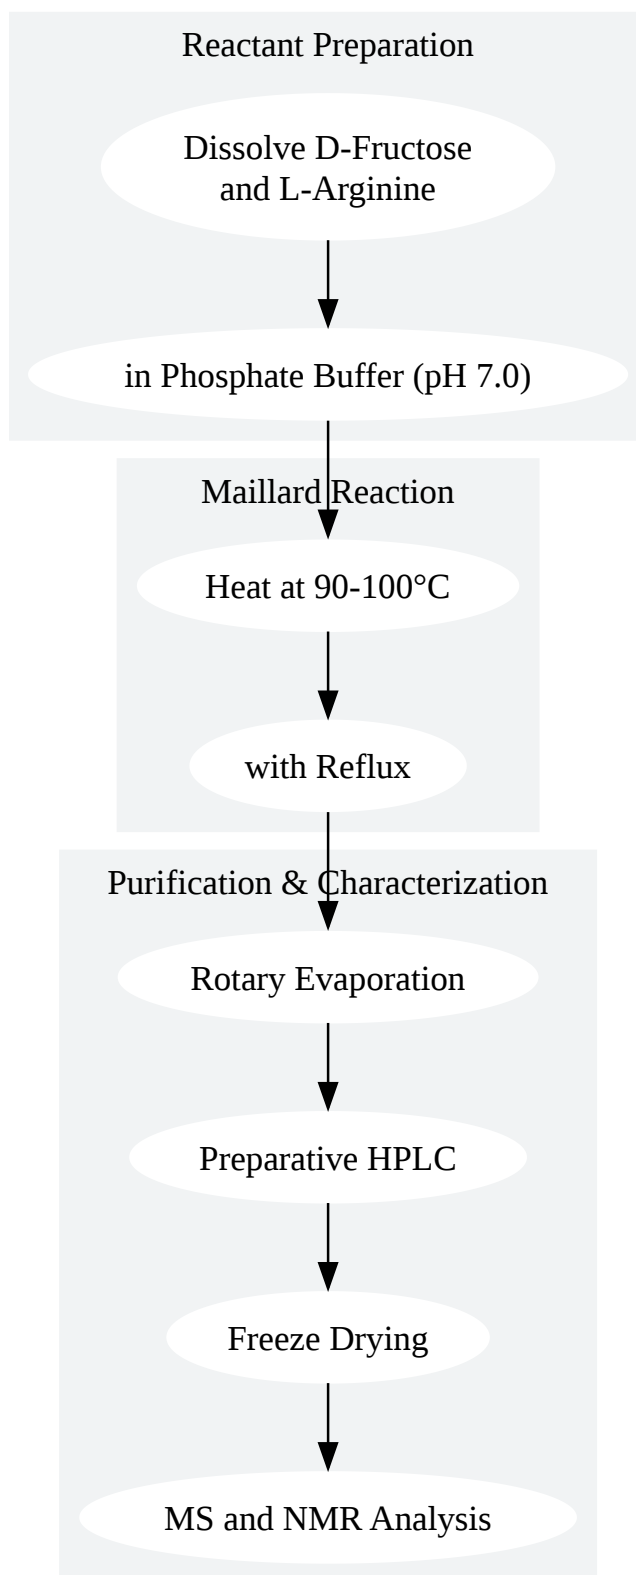 Reactant Preparation
Dissolve D-Fructose
and L-Arginine
in Phosphate Buffer (pH 7.0)
Maillard Reaction
Heat at 90-100°C
with Reflux
Purification & Characterization
Rotary Evaporation
Preparative HPLC
Freeze Drying
MS and NMR Analysis